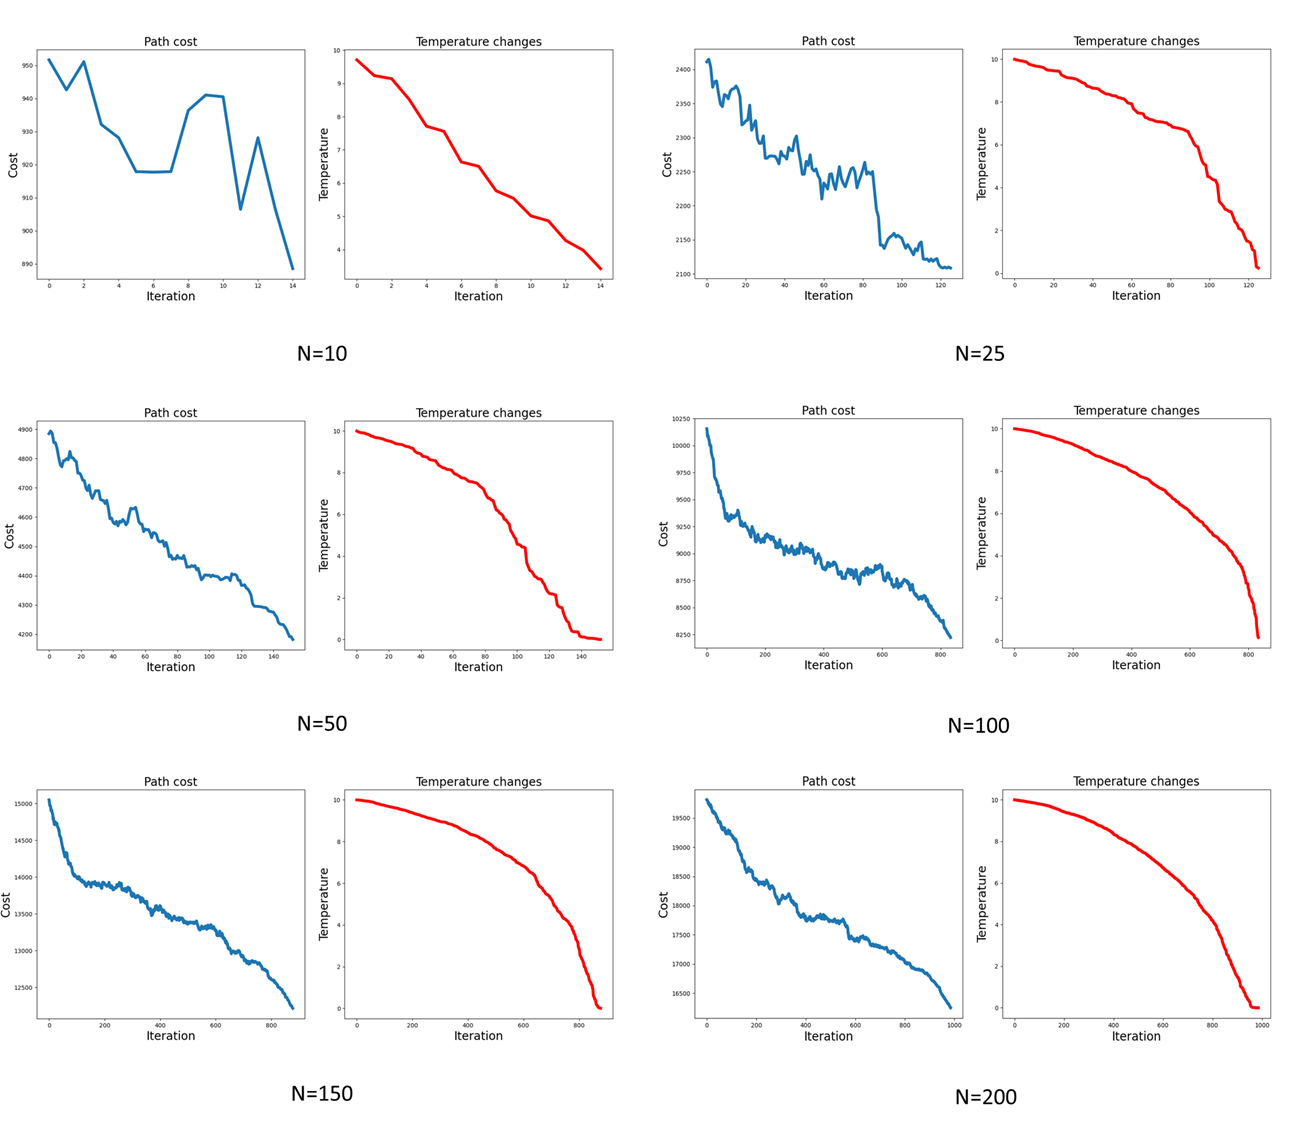 Path cost
Cost
950
940
930
920
910
900
890
0 2 4 6 8 10 12 14
Iteration
Temperature changes
Temperature
10
9
8
7
6
5
4
0 2 4 6 8 10 12 14
Iteration
N=10
Path cost
Cost
2400
2350
2300
2250
2200
2150
2100
0 20 40 60 80 100 120
Iteration
Temperature changes
Temperature
10
8
6
4
2
0
0 20 40 60 80 100 120
Iteration
N=25
Path cost
Cost
4900
4800
4700
4600
4500
4400
4300
4200
0 20 40 60 80 100 120 140
Iteration
Temperature changes
Temperature
10
8
6
4
2
0
0 20 40 60 80 100 120 140
Iteration
N=50
Path cost
Cost
10250
10000
9750
9500
9250
9000
8750
8500
8250
0 200 400 600 800
Iteration
Temperature changes
Temperature
10
8
6
4
2
0
0 200 400 600 800
Iteration
N=100
Path cost
Cost
15000
14500
14000
13500
13000
12500
0 200 400 600 800
Iteration
Temperature changes
Temperature
10
8
6
4
2
0
0 200 400 600 800
Iteration
N=150
Path cost
Cost
19500
19000
18500
18000
17500
17000
16500
0 200 400 600 800 1000
Iteration
Temperature changes
Temperature
10
8
6
4
2
0
0 200 400 600 800 1000
Iteration
N=200